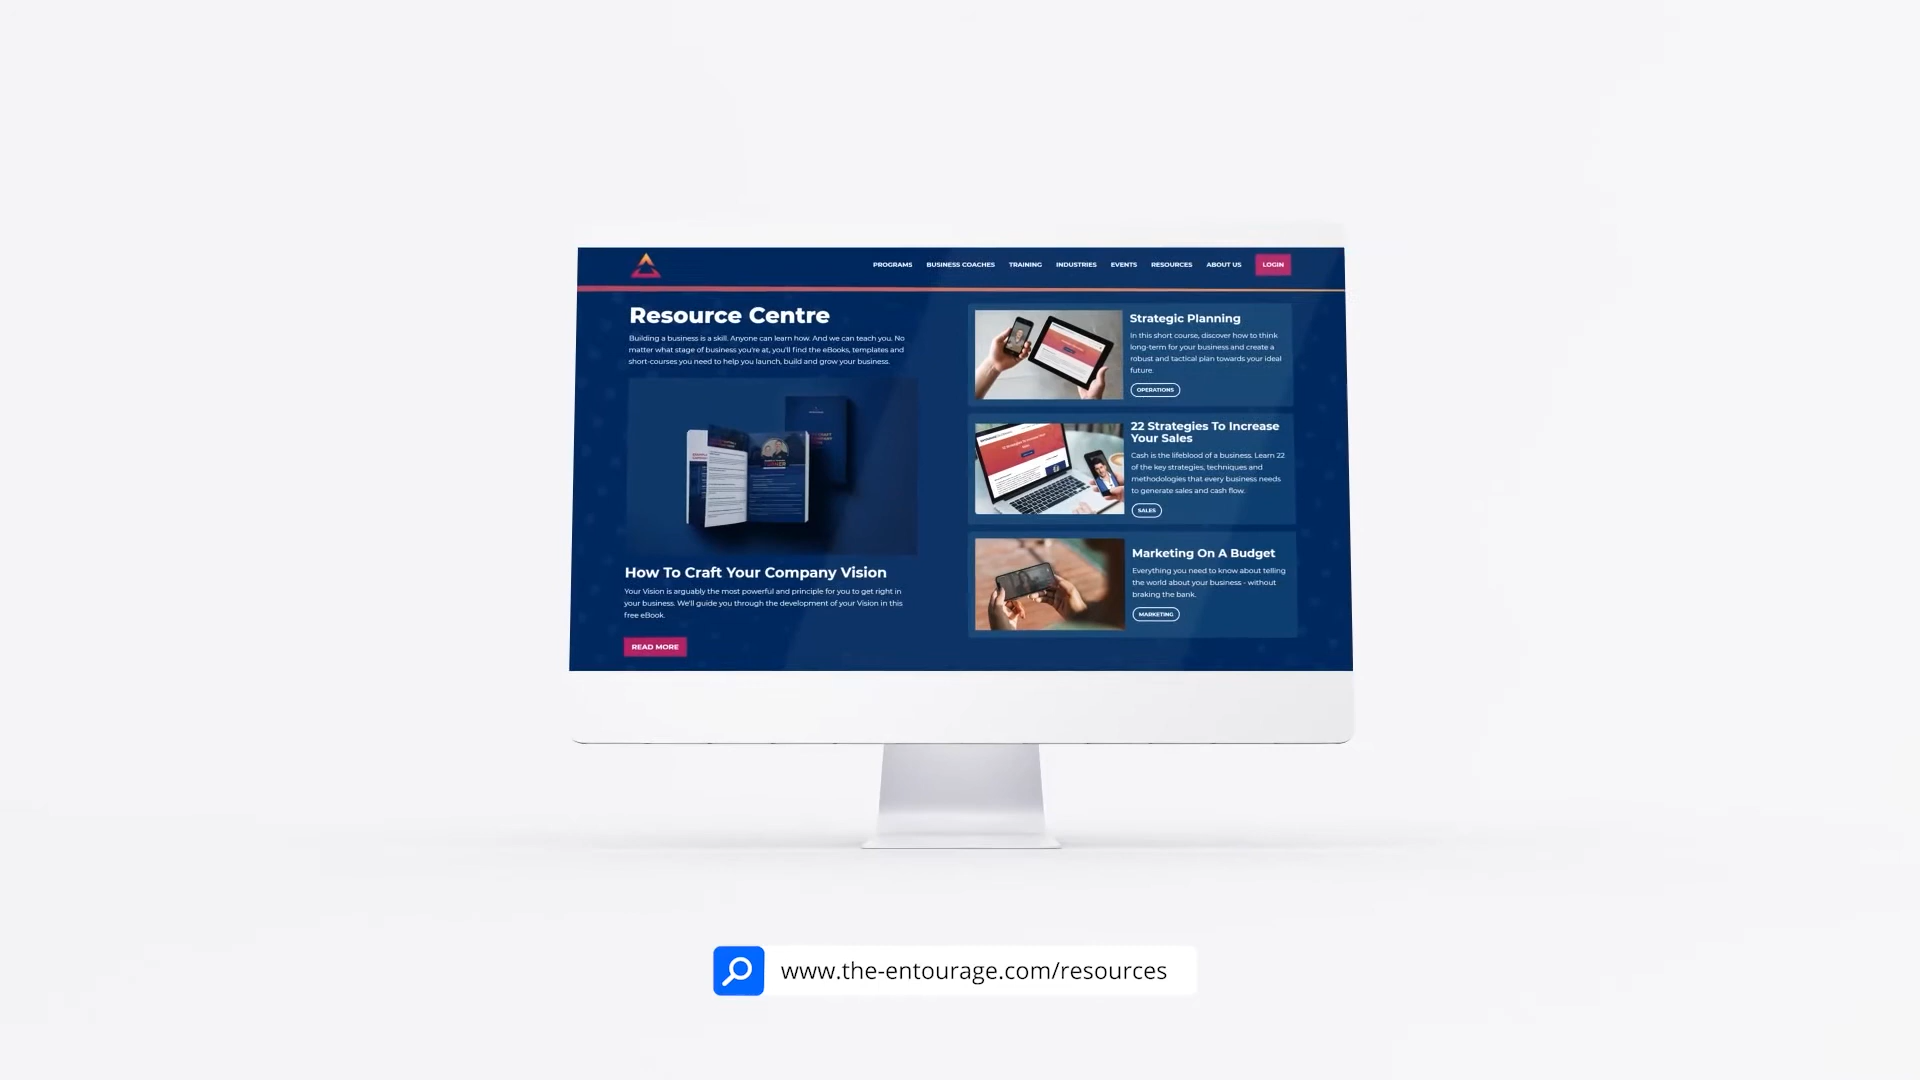 PROGRAMS BUSINESS COACHES TRAINING INDUSTRIES EVENTS RESOURCES ABOUT US LOGIN
Resource Centre
Building a business is a skill. Anyone can learn how. And we can teach you. No
matter what stage of business you're at, you'll find the eBooks, templates and
short-courses you need to help you launch, build and grow your business.
How To Craft Your Company Vision
Your Vision is arguably the most powerful and principle for you to get right in
your business. We'll guide you through the development of your Vision in this
free eBook.
READ MORE
Strategic Planning
In this short course, discover how to think
long-term for your business and create a
robust and tactical plan towards your ideal
future.
OPERATIONS
22 Strategies To Increase
Your Sales
Cash is the lifeblood of a business. Learn 22
of the key strategies, techniques and
methodologies that every business needs
to generate sales and cash flow.
SALES
Marketing On A Budget
Everything you need to know about telling
the world about your business - without
braking the bank.
MARKETING
www.the-entourage.com/resources